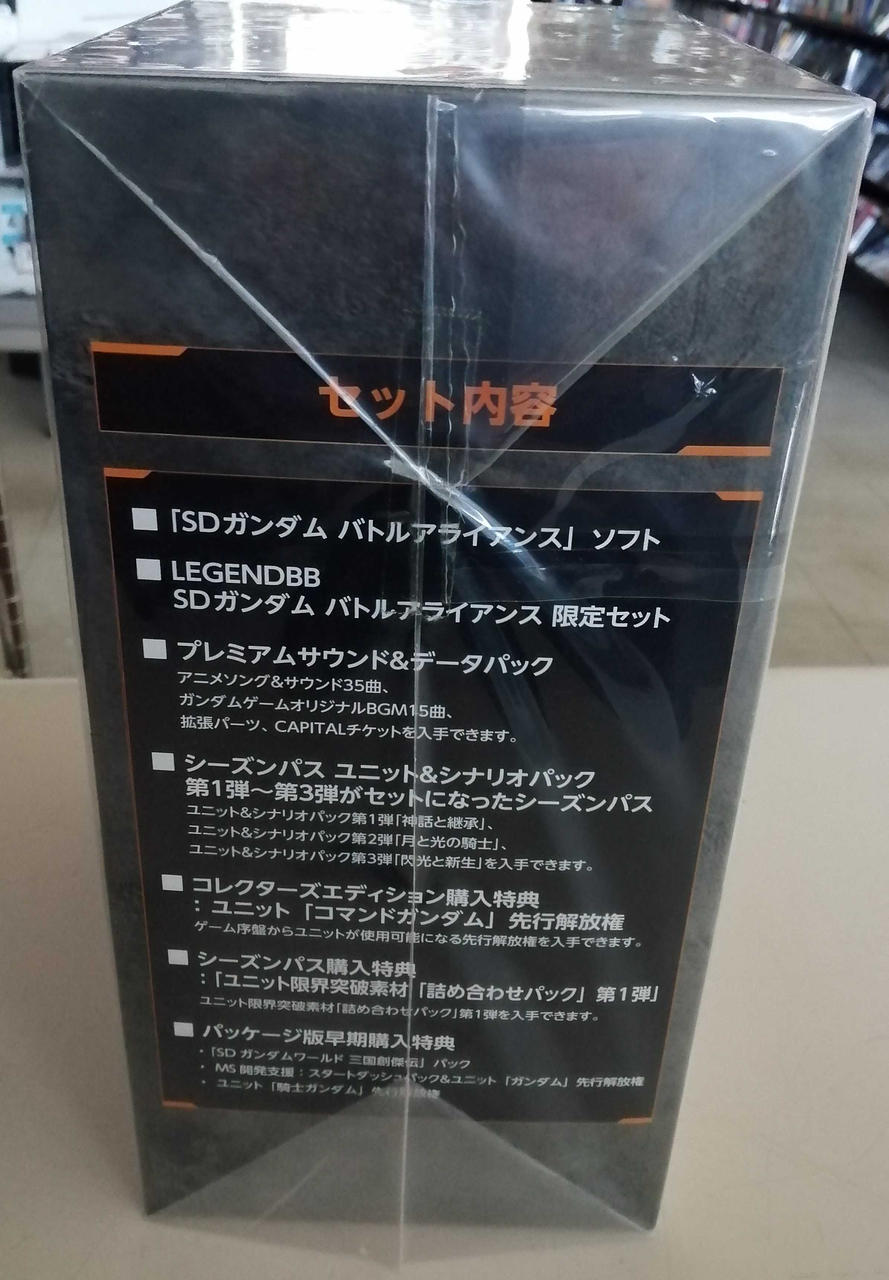 セット内容
■「SDガンダム バトルアライアンス」ソフト
■LEGENDBB
SDガンダム バトルアライアンス 限定セット
■プレミアムサウンド&データパック
アニメソング&サウンド35曲、
ガンダムゲームオリジナルBGM15曲、
拡張パーツ、CAPITALチケットを入手できます。
■シーズンパス ユニット&シナリオパック
第1弾～第3弾がセットになったシーズンパス
ユニット&シナリオパック第1弾「神話と継承」、
ユニット&シナリオパック第2弾「月と光の騎士」、
ユニット&シナリオパック第3弾「閃光と新生」を入手できます。
■コレクターズエディション購入特典
：ユニット「コマンドガンダム」先行解放権
ゲーム序盤からユニットが使用可能になる先行解放権を入手できます。
■シーズンパス購入特典
：「ユニット限界突破素材「詰め合わせパック」第1弾」
ユニット限界突破素材「詰め合わせパック」第1弾を入手できます。
■パッケージ版早期購入特典
・「SD ガンダムワールド 三国創傑伝」パック
・ MS 開発支援：スタートダッシュパック&ユニット「ガンダム」先行解放権
・ ユニット「騎士ガンダム」先行解放権